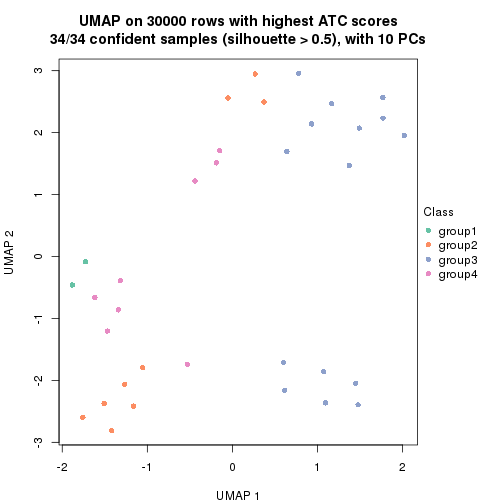 UMAP on 30000 rows with highest ATC scores
34/34 confident samples (silhouette > 0.5), with 10 PCs
3
2
1
0
-1
-2
-3
UMAP 2
-2
-1
0
1
2
UMAP 1
Class
group1
group2
group3
group4